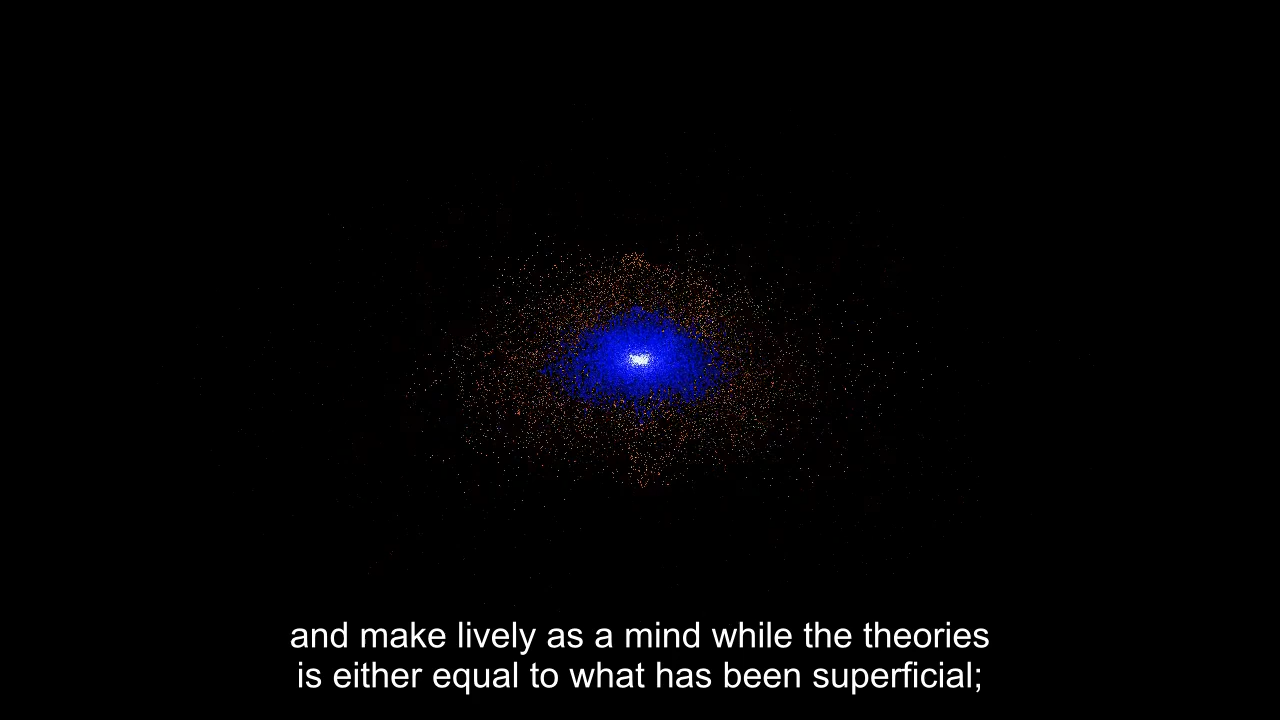 and make lively as a mind while the theories
is either equal to what has been superficial;